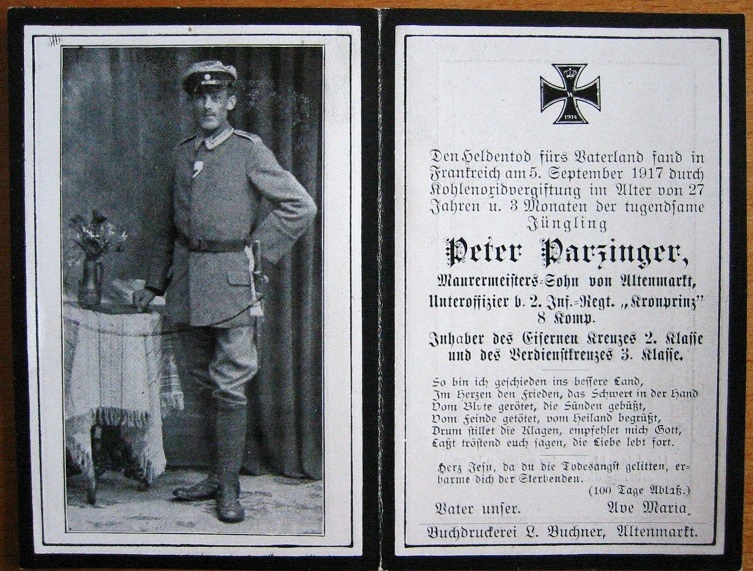 W
1914
Den Heldentod fürs Vaterland fand in
Frankreich am 5. September 1917 durch
Kohlenoxidvergiftung im Alter von 27
Jahren u. 3 Monaten der tugendsame
Jüngling
Peter Parzinger,
Maurermeisters-Sohn von Altenmarkt,
Unteroffizier b. 2. Inf.-Regt. „Kronprinz"
8 Komp.
Inhaber des Eisernen Kreuzes 2. Klasse
und des Verdienstkreuzes 3. Klasse.
So bin ich geschieden ins bessere Land,
Im Herzen den Frieden, das Schwert in der Hand
Vom Blute gerötet, die Sünden gebüßt,
Vom Feinde getötet, vom Heiland begrüßt,
Drum stillet die Klagen, empfehlet mich Gott,
Laßt tröstend euch sagen, die Liebe lebt fort.
Herz Jesu, da du die Todesangst gelitten, er-
barme dich der Sterbenden.
(100 Tage Ablaß.)
Vater unser. Ave Maria.
Buchdruckerei L. Buchner, Altenmarkt.